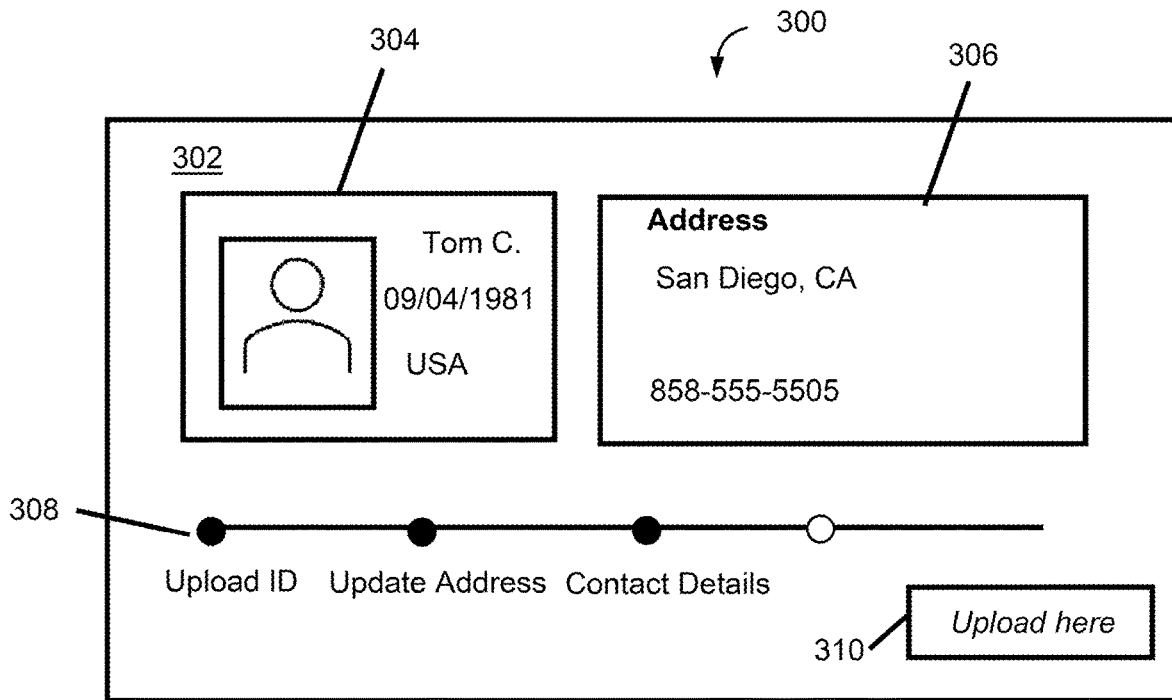 300
304
306
302
Tom C.
09/04/1981
USA
Address
San Diego, CA
858-555-5505
308
Upload ID
Update Address
Contact Details
310
Upload here